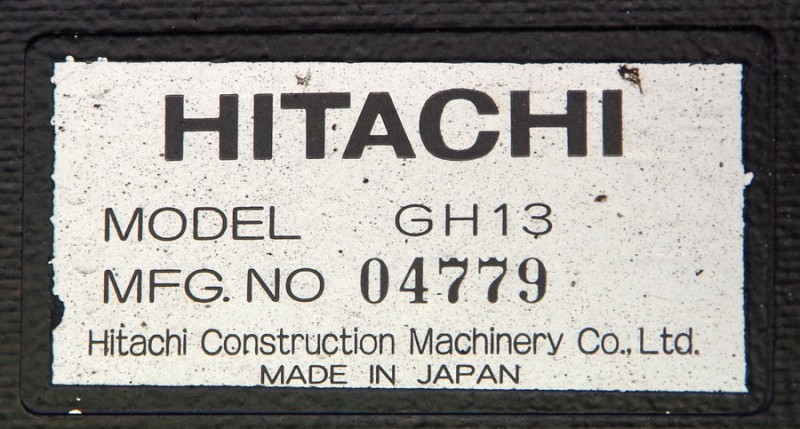 HITACHI
MODEL GH13
MFG. NO 04779
Hitachi Construction Machinery Co., Ltd.
MADE IN JAPAN